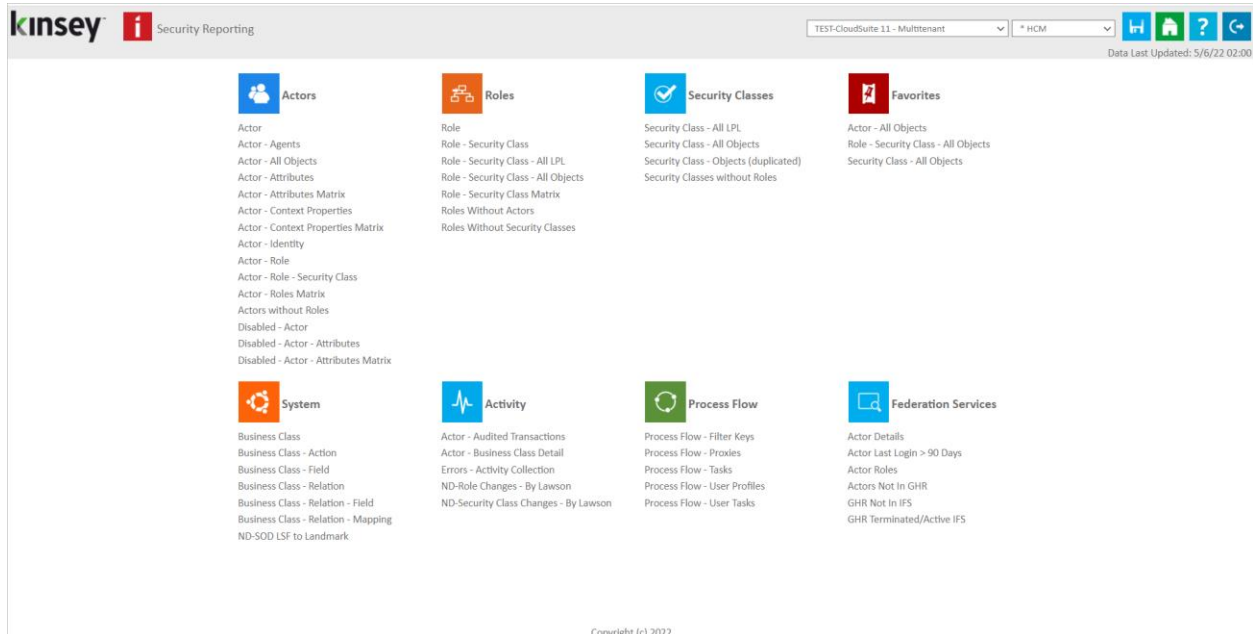 kinsey
i Security Reporting
TEST-CloudSuite 11 - Multitenant
* HCM
?
Data Last Updated: 5/6/22 02:00
Actors
Actor
Actor - Agents
Actor - All Objects
Actor - Attributes
Actor - Attributes Matrix
Actor - Context Properties
Actor - Context Properties Matrix
Actor - Identity
Actor - Role
Actor - Role - Security Class
Actor - Roles Matrix
Actors without Roles
Disabled - Actor
Disabled - Actor - Attributes
Disabled - Actor - Attributes Matrix
Roles
Role
Role - Security Class
Role - Security Class - All LPL
Role - Security Class - All Objects
Role - Security Class Matrix
Roles Without Actors
Roles Without Security Classes
Security Classes
Security Class - All LPL
Security Class - All Objects
Security Class - Objects (duplicated)
Security Classes without Roles
Favorites
Actor - All Objects
Role - Security Class - All Objects
Security Class - All Objects
System
Business Class
Business Class - Action
Business Class - Field
Business Class - Relation
Business Class - Relation - Field
Business Class - Relation - Mapping
ND-SOD LSF to Landmark
Activity
Actor - Audited Transactions
Actor - Business Class Detail
Errors - Activity Collection
ND-Role Changes - By Lawson
ND-Security Class Changes - By Lawson
Process Flow
Process Flow - Filter Keys
Process Flow - Proxies
Process Flow - Tasks
Process Flow - User Profiles
Process Flow - User Tasks
Federation Services
Actor Details
Actor Last Login > 90 Days
Actor Roles
Actors Not In GHR
GHR Not in IFS
GHR Terminated/Active IFS
Copyright (c) 2022